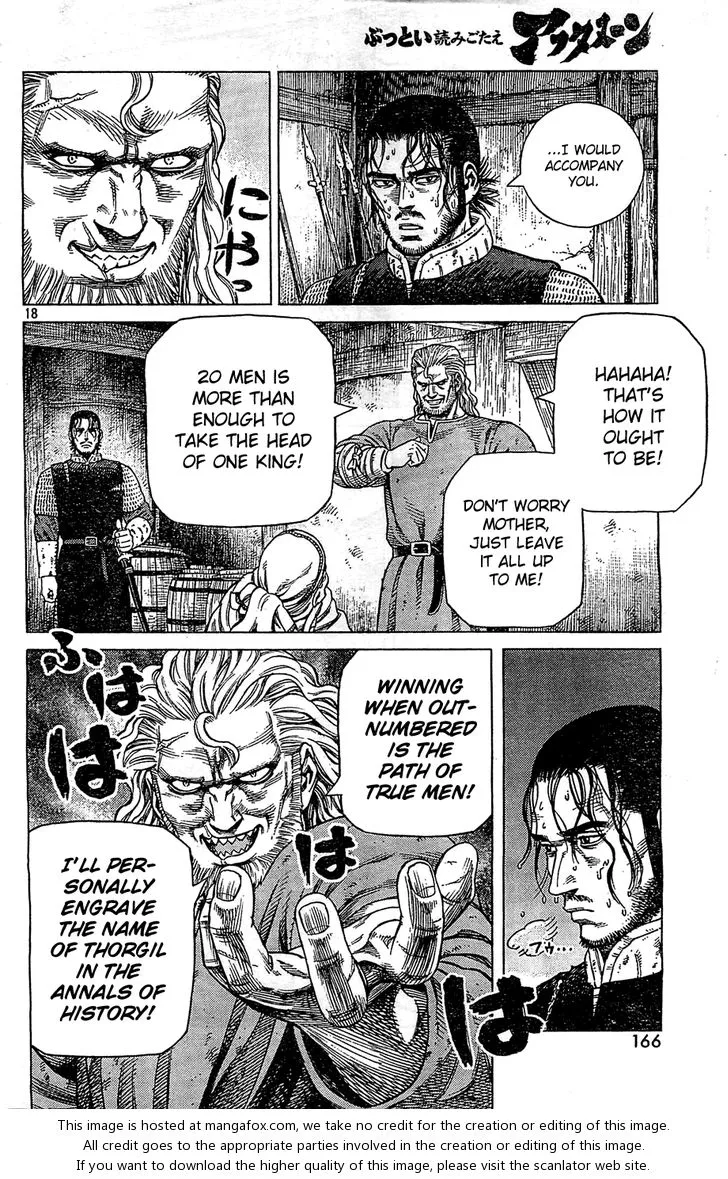 ぶっとい読みごたえ アフタヌーン
...I WOULD
ACCOMPANY
YOU.
にやっ
18
HAHAHA!
THAT'S
HOW IT
OUGHT
TO BE!
DON'T WORRY
MOTHER,
JUST LEAVE
IT ALL UP
TO ME!
20 MEN IS
MORE THAN
ENOUGH TO
TAKE THE HEAD
OF ONE KING!
WINNING
WHEN OUT-
NUMBERED
IS THE
PATH OF
TRUE MEN!
ふははははは
I'LL PER-
SONALLY
ENGRAVE
THE NAME
OF THORGIL
IN THE
ANNALS OF
HISTORY!
フゥ...
166
This image is hosted at mangafox.com, we take no credit for the creation or editing of this image.
All credit goes to the appropriate parties involved in the creation or editing of this image.
If you want to download the higher quality of this image, please visit the scanlator web site.